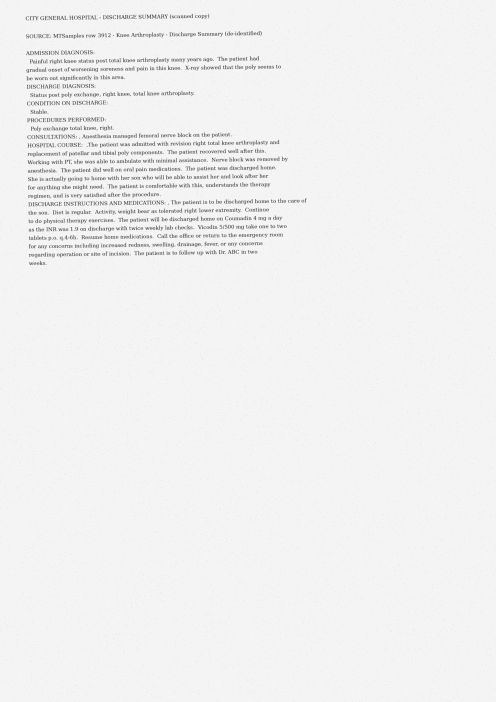 CITY GENERAL HOSPITAL - DISCHARGE SUMMARY (scanned copy)
SOURCE: MTSamples row 3912 - Knee Arthroplasty - Discharge Summary (de-identified)
ADMISSION DIAGNOSIS:
Painful right knee status post total knee arthroplasty many years ago. The patient had
gradual onset of worsening soreness and pain in this knee. X-ray showed that the poly seems to
be worn out significantly in this area.
DISCHARGE DIAGNOSIS:
Status post poly exchange, right knee, total knee arthroplasty.
CONDITION ON DISCHARGE:
Stable.
PROCEDURES PERFORMED:
Poly exchange total knee, right.
CONSULTATIONS: , Anesthesia managed femoral nerve block on the patient.
HOSPITAL COURSE: ,The patient was admitted with revision right total knee arthroplasty and
replacement of patellar and tibial poly components. The patient recovered well after this.
Working with PT, she was able to ambulate with minimal assistance. Nerve block was removed by
anesthesia. The patient did well on oral pain medications. The patient was discharged home.
She is actually going to home with her son who will be able to assist her and look after her
for anything she might need. The patient is comfortable with this, understands the therapy
regimen, and is very satisfied after the procedure.
DISCHARGE INSTRUCTIONS AND MEDICATIONS: , The patient is to be discharged home to the care of
the son. Diet is regular. Activity, weight bear as tolerated right lower extremity. Continue
to do physical therapy exercises. The patient will be discharged home on Coumadin 4 mg a day
as the INR was 1.9 on discharge with twice weekly lab checks. Vicodin 5/500 mg take one to two
tablets p.o. q.4-6h. Resume home medications. Call the office or return to the emergency room
for any concerns including increased redness, swelling, drainage, fever, or any concerns
regarding operation or site of incision. The patient is to follow up with Dr. ABC in two
weeks.